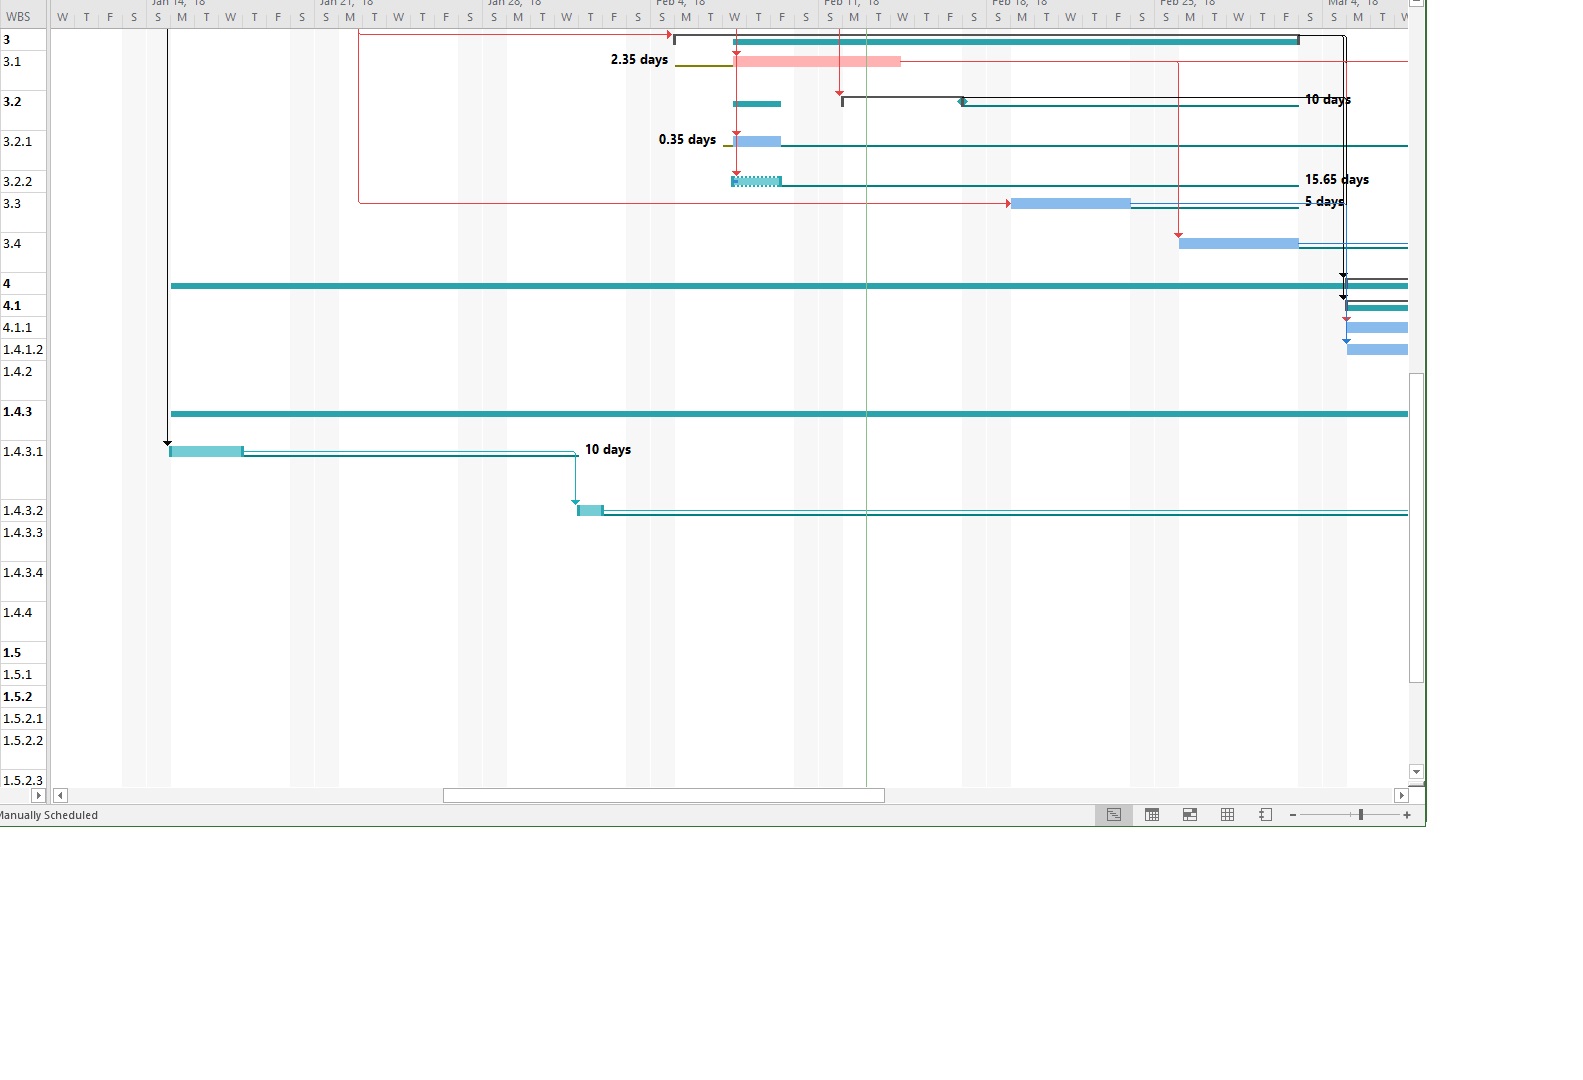 Jan 14, '18 Jan 21, '18 Jan 28, '18 Feb 4, '18 Feb 11, '18 Feb 18, '18 Feb 25, '18 Mar 4, '18
WBS W T F S S M T W T F S S M T W T F S S M T W T F S S M T W T F S S M T W T F S S M T W T F S S M T W T F S S M T W
3
3.1 2.35 days
3.2 10 days
3.2.1 0.35 days
3.2.2 15.65 days
3.3 5 days
3.4
4
4.1
4.1.1
1.4.1.2
1.4.2
1.4.3
1.4.3.1 10 days
1.4.3.2
1.4.3.3
1.4.3.4
1.4.4
1.5
1.5.1
1.5.2
1.5.2.1
1.5.2.2
1.5.2.3
Manually Scheduled